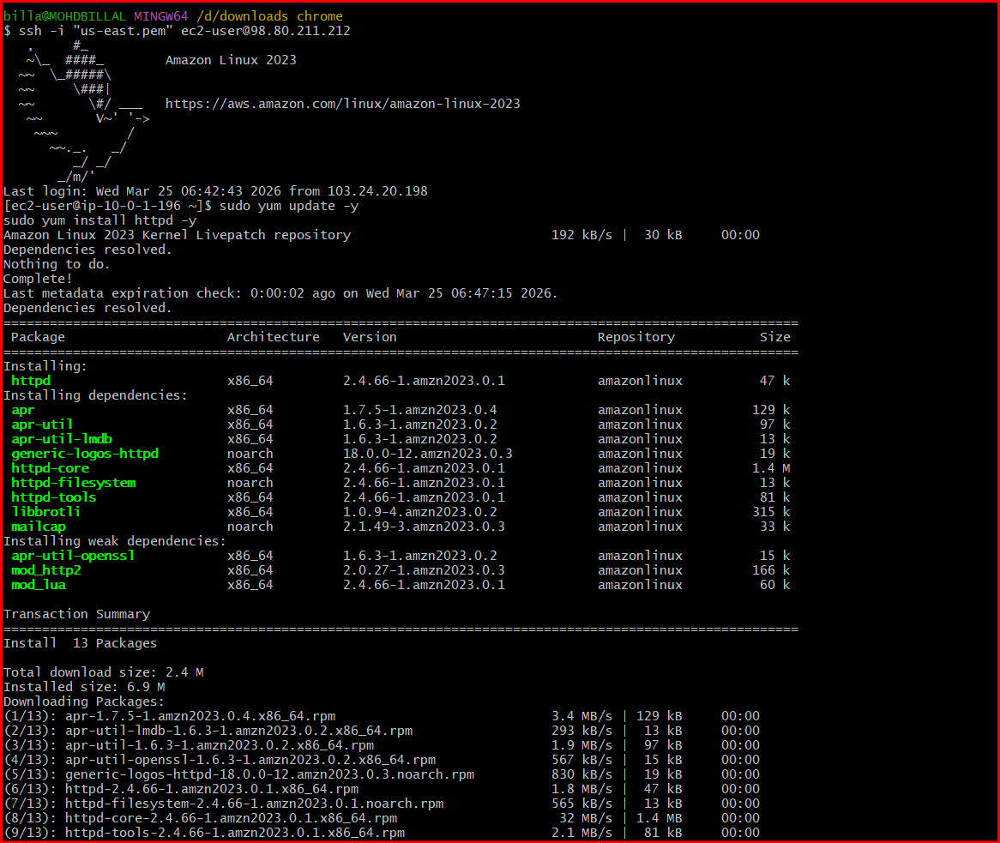 billa@MOHDBILLAL MINGW64 /d/downloads chrome
$ ssh -i "us-east.pem" ec2-user@98.80.211.212
   ,     #_
   ~\_  ####_        Amazon Linux 2023
  ~~  \_#####\
  ~~     \###|
  ~~       \#/ ___   https://aws.amazon.com/linux/amazon-linux-2023
   ~~       V~' '->
    ~~~         /
      ~~._.   _/
         _/ _/
       _/m/'
Last login: Wed Mar 25 06:42:43 2026 from 103.24.20.198
[ec2-user@ip-10-0-1-196 ~]$ sudo yum update -y
sudo yum install httpd -y
Amazon Linux 2023 Kernel Livepatch repository                          192 kB/s |  30 kB     00:00
Dependencies resolved.
Nothing to do.
Complete!
Last metadata expiration check: 0:00:02 ago on Wed Mar 25 06:47:15 2026.
Dependencies resolved.
=======================================================================================================
 Package                     Architecture   Version                          Repository           Size
=======================================================================================================
Installing:
 httpd                       x86_64         2.4.66-1.amzn2023.0.1            amazonlinux          47 k
Installing dependencies:
 apr                         x86_64         1.7.5-1.amzn2023.0.4             amazonlinux         129 k
 apr-util                    x86_64         1.6.3-1.amzn2023.0.2             amazonlinux          97 k
 apr-util-lmdb               x86_64         1.6.3-1.amzn2023.0.2             amazonlinux          13 k
 generic-logos-httpd         noarch         18.0.0-12.amzn2023.0.3           amazonlinux          19 k
 httpd-core                  x86_64         2.4.66-1.amzn2023.0.1            amazonlinux         1.4 M
 httpd-filesystem            noarch         2.4.66-1.amzn2023.0.1            amazonlinux          13 k
 httpd-tools                 x86_64         2.4.66-1.amzn2023.0.1            amazonlinux          81 k
 libbrotli                   x86_64         1.0.9-4.amzn2023.0.2             amazonlinux         315 k
 mailcap                     noarch         2.1.49-3.amzn2023.0.3            amazonlinux          33 k
Installing weak dependencies:
 apr-util-openssl            x86_64         1.6.3-1.amzn2023.0.2             amazonlinux          15 k
 mod_http2                   x86_64         2.0.27-1.amzn2023.0.3            amazonlinux         166 k
 mod_lua                     x86_64         2.4.66-1.amzn2023.0.1            amazonlinux          60 k
Transaction Summary
=======================================================================================================
Install  13 Packages
Total download size: 2.4 M
Installed size: 6.9 M
Downloading Packages:
(1/13): apr-1.7.5-1.amzn2023.0.4.x86_64.rpm                            3.4 MB/s | 129 kB     00:00
(2/13): apr-util-lmdb-1.6.3-1.amzn2023.0.2.x86_64.rpm                  293 kB/s |  13 kB     00:00
(3/13): apr-util-1.6.3-1.amzn2023.0.2.x86_64.rpm                       1.9 MB/s |  97 kB     00:00
(4/13): apr-util-openssl-1.6.3-1.amzn2023.0.2.x86_64.rpm               567 kB/s |  15 kB     00:00
(5/13): generic-logos-httpd-18.0.0-12.amzn2023.0.3.noarch.rpm          830 kB/s |  19 kB     00:00
(6/13): httpd-2.4.66-1.amzn2023.0.1.x86_64.rpm                         1.8 MB/s |  47 kB     00:00
(7/13): httpd-filesystem-2.4.66-1.amzn2023.0.1.noarch.rpm              565 kB/s |  13 kB     00:00
(8/13): httpd-core-2.4.66-1.amzn2023.0.1.x86_64.rpm                     32 MB/s | 1.4 MB     00:00
(9/13): httpd-tools-2.4.66-1.amzn2023.0.1.x86_64.rpm                   2.1 MB/s |  81 kB     00:00